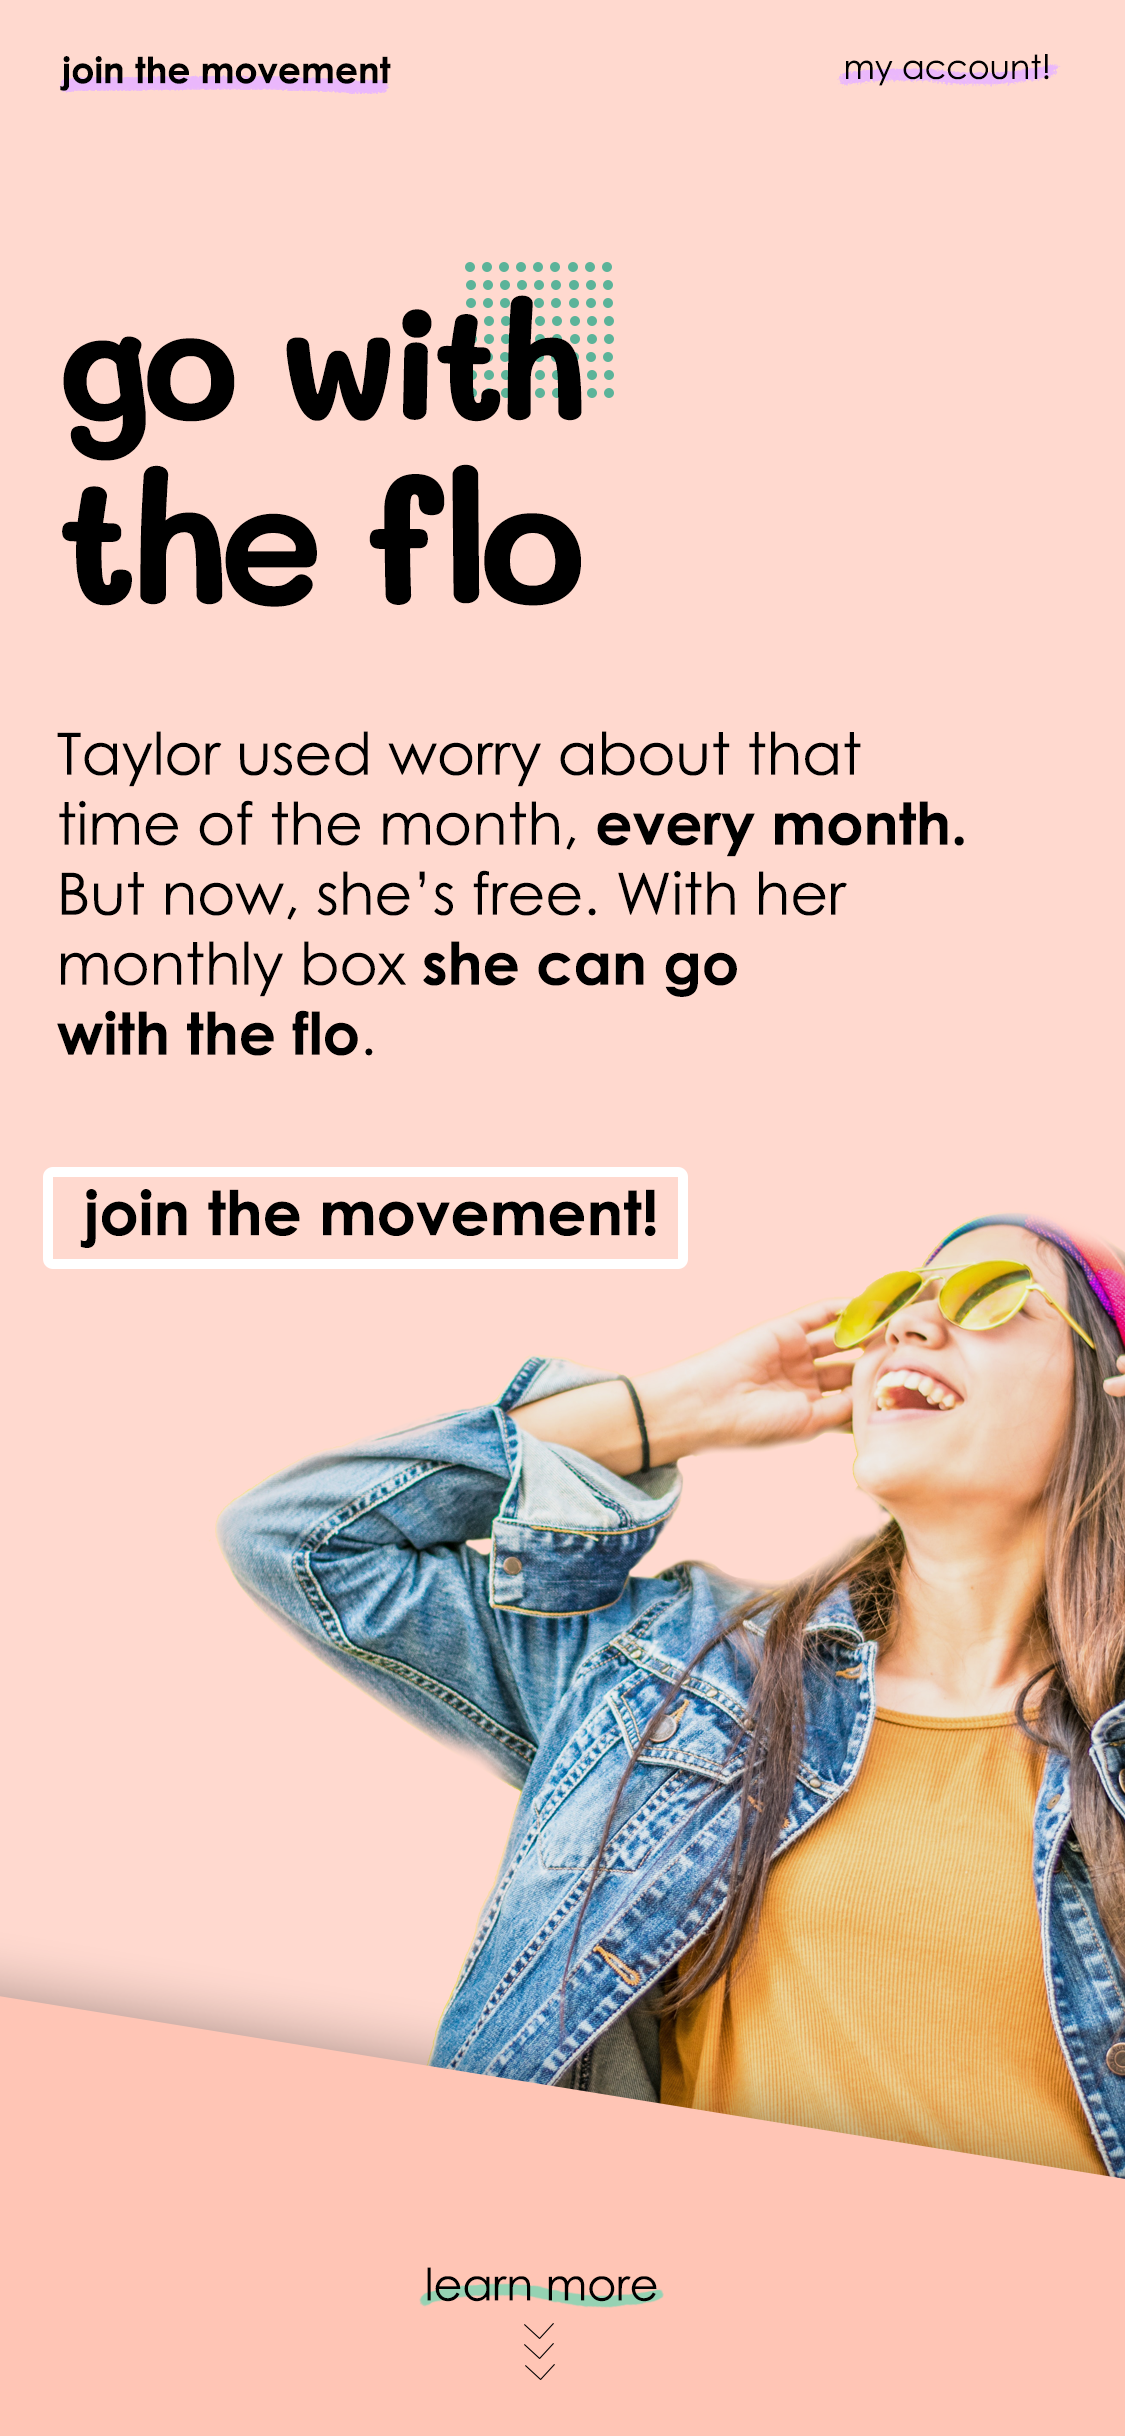 join the movement
my account!
go with
the flo
Taylor used worry about that
time of the month, every month.
But now, she’s free. With her
monthly box she can go
with the flo.
join the movement!
learn more